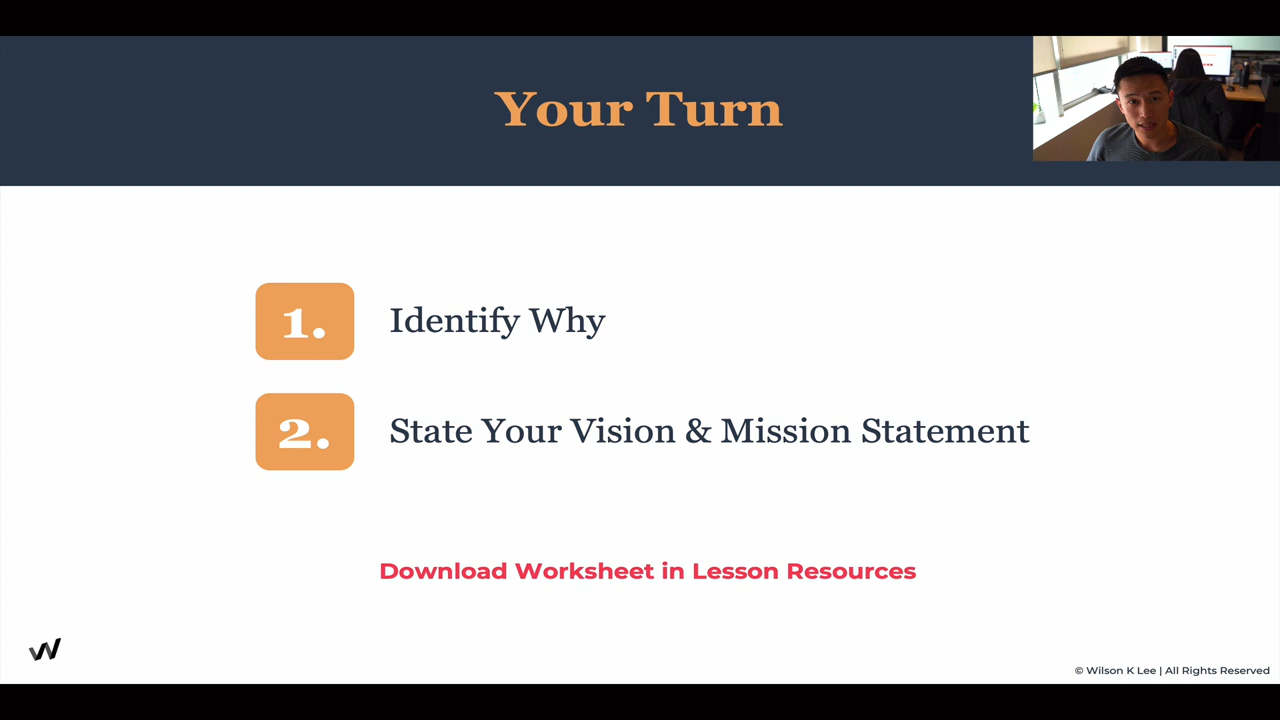 Your Turn
1.
Identify Why
2.
State Your Vision & Mission Statement
Download Worksheet in Lesson Resources
W
© Wilson K Lee | All Rights Reserved